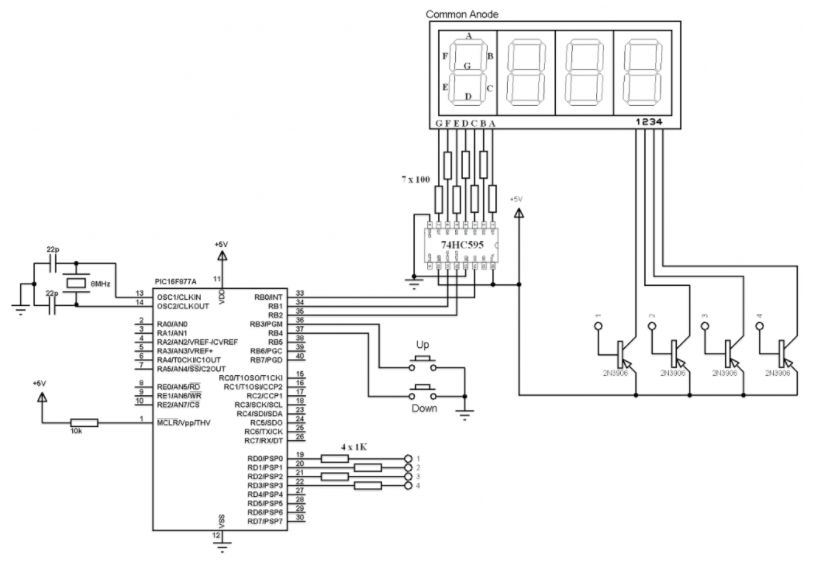 Common Anode
A
F B
G
E C
D
G F E D C B A
1234
7 x 100
+5V
74HC595
22p
8MHz
22p
+5V
PIC16F877A
11
VDD
13 OSC1/CLKIN
14 OSC2/CLKOUT
2 RA0/AN0
3 RA1/AN1
4 RA2/AN2/VREF-/CVREF
5 RA3/AN3/VREF+
6 RA4/T0CKI/C1OUT
7 RA5/AN4/SS/C2OUT
8 RE0/AN5/RD
9 RE1/AN6/WR
10 RE2/AN7/CS
1 MCLR/Vpp/THV
+5V
10k
RB0/INT 33
RB1 34
RB2 35
RB3/PGM 36
RB4 37
RB5 38
RB6/PGC 39
RB7/PGD 40
RC0/T1OSO/T1CKI 15
RC1/T1OSI/CCP2 16
RC2/CCP1 17
RC3/SCK/SCL 18
RC4/SDI/SDA 23
RC5/SDO 24
RC6/TX/CK 25
RC7/RX/DT 26
RD0/PSP0 19
RD1/PSP1 20
RD2/PSP2 21
RD3/PSP3 22
RD4/PSP4 27
RD5/PSP5 28
RD6/PSP6 29
RD7/PSP7 30
VSS
12
Up
Down
4 x 1K
1
2
3
4
1 2 3 4
2N3906 2N3906 2N3906 2N3906